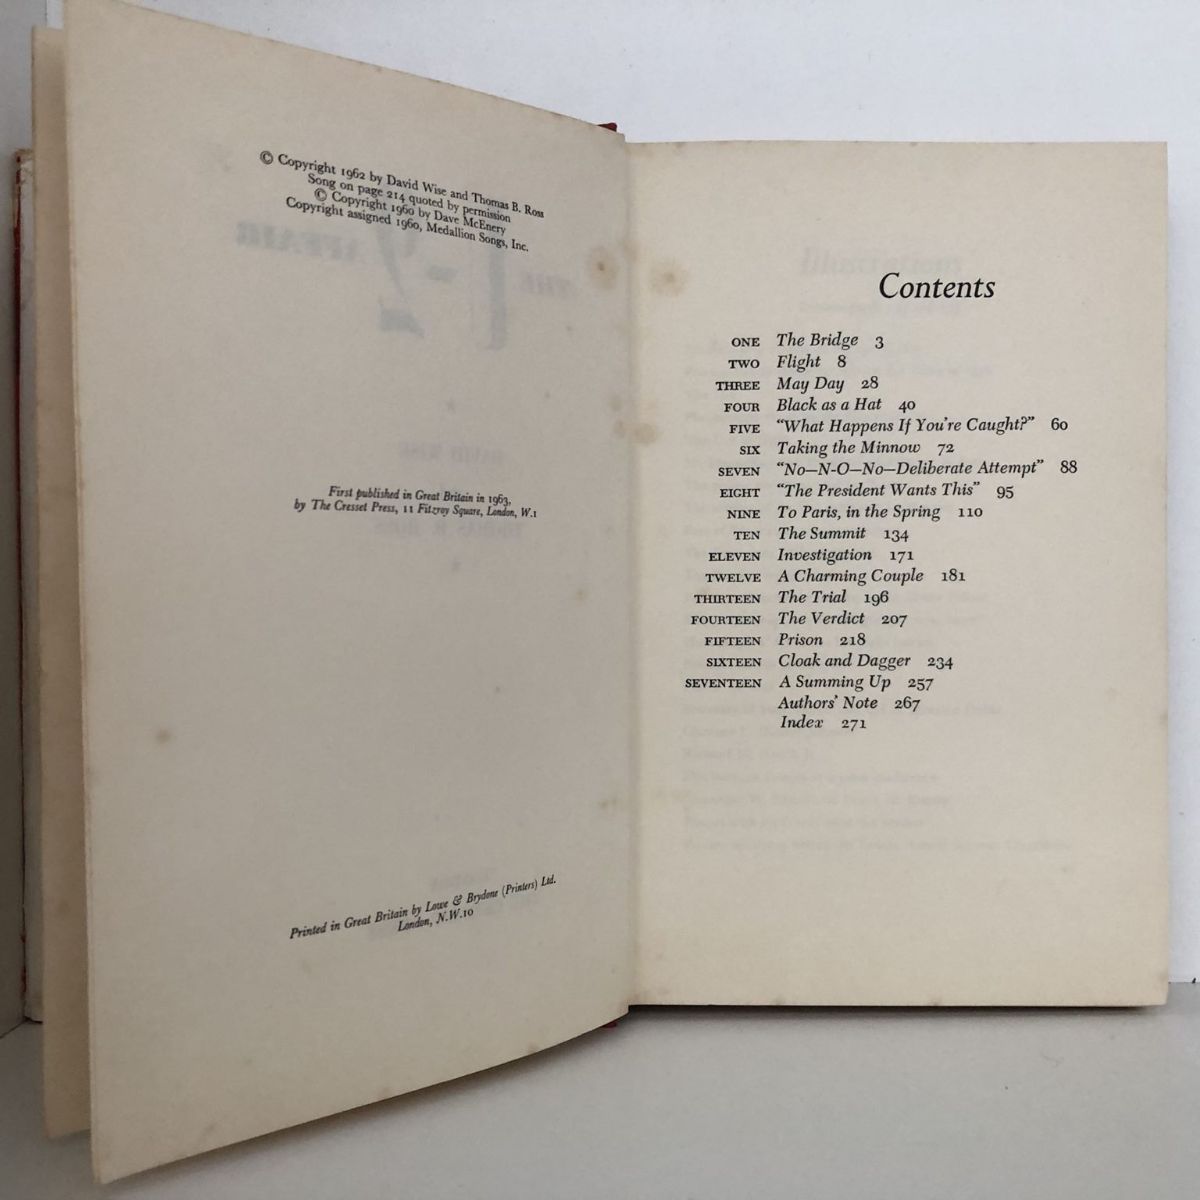 © Copyright 1962 by David Wise and Thomas B. Ross
Song on page 214 quoted by permission
© Copyright 1960 by Dave McEnery
Copyright assigned 1960, Medallion Songs, Inc.
First published in Great Britain in 1963,
by The Cresset Press, 11 Fitzroy Square, London, W.1
Printed in Great Britain by Lowe & Brydone (Printers) Ltd.
London, N.W.10
Contents
ONE The Bridge 3
TWO Flight 8
THREE May Day 28
FOUR Black as a Hat 40
FIVE “What Happens If You're Caught?” 60
SIX Taking the Minnow 72
SEVEN “No—N-O—No—Deliberate Attempt” 88
EIGHT “The President Wants This” 95
NINE To Paris, in the Spring 110
TEN The Summit 134
ELEVEN Investigation 171
TWELVE A Charming Couple 181
THIRTEEN The Trial 196
FOURTEEN The Verdict 207
FIFTEEN Prison 218
SIXTEEN Cloak and Dagger 234
SEVENTEEN A Summing Up 257
Authors' Note 267
Index 271